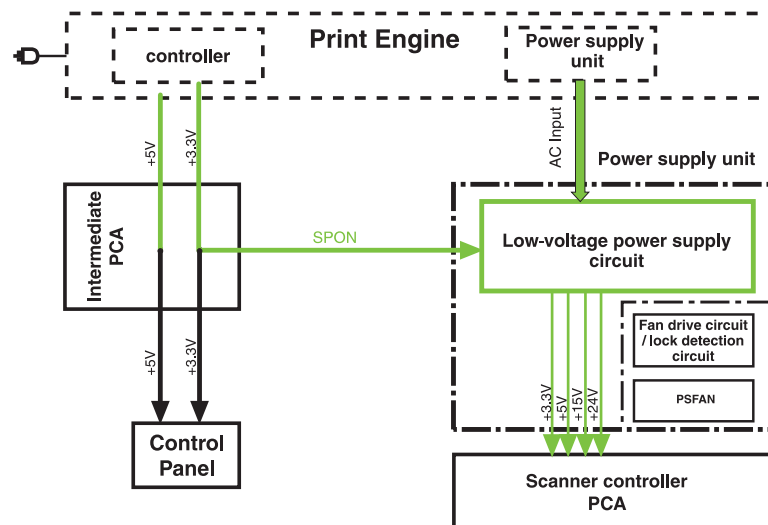 Print Engine
controller
Power supply
unit
+5V
+3.3V
AC Input
Power supply unit
Intermediate
PCA
SPON
Low-voltage power supply
circuit
Fan drive circuit
/ lock detection
circuit
PSFAN
+5V
+3.3V
+3.3V
+5V
+15V
+24V
Control
Panel
Scanner controller
PCA